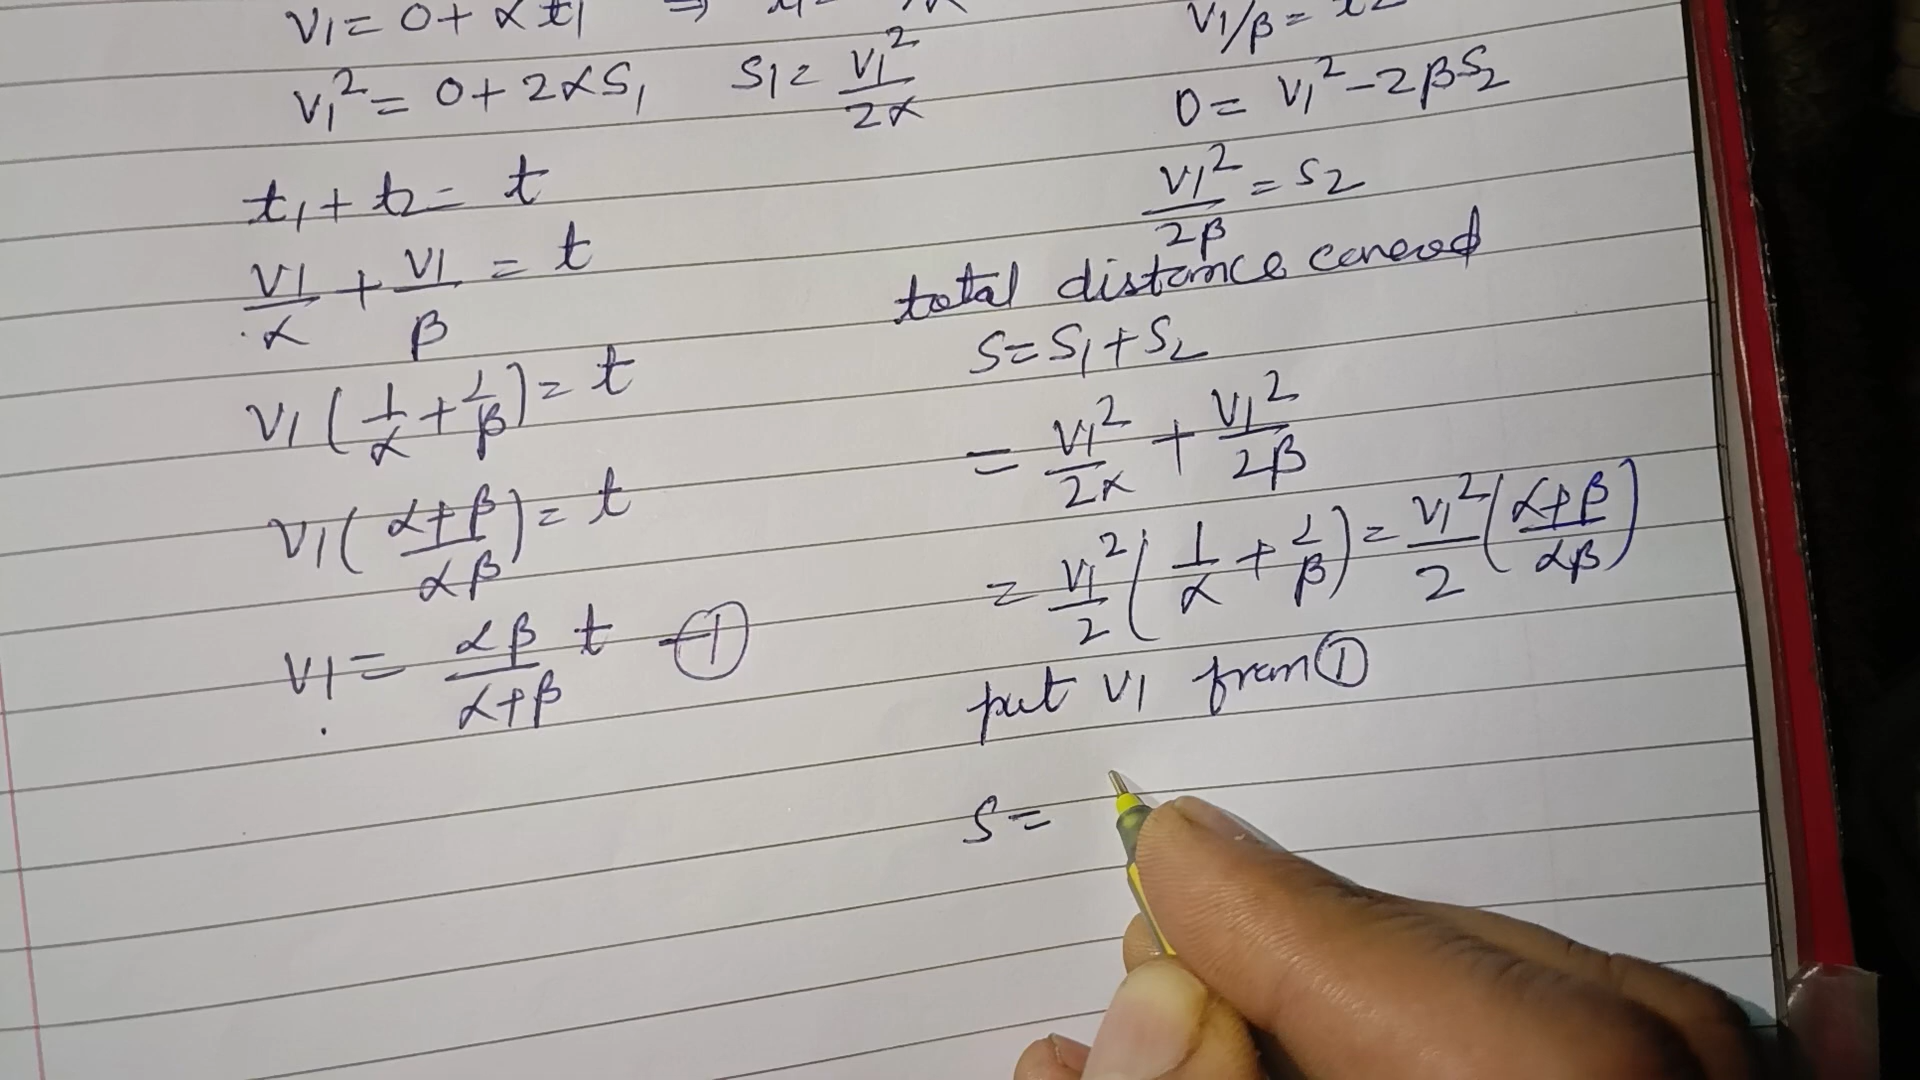 V1 = 0 + αt1 ⇒
V1² = 0 + 2αS1   S1 = V1²/2α
t1 + t2 = t
V1/α + V1/β = t
V1(1/α + 1/β) = t
V1((α+β)/αβ) = t
V1 = αβ/(α+β) t —①
V1/β = t2
0 = V1² - 2βS2
V1²/2β = S2
total distance covered
S = S1 + S2
= V1²/2α + V1²/2β
= V1²/2 (1/α + 1/β) = V1²/2 ((α+β)/αβ)
put V1 from ①
S =